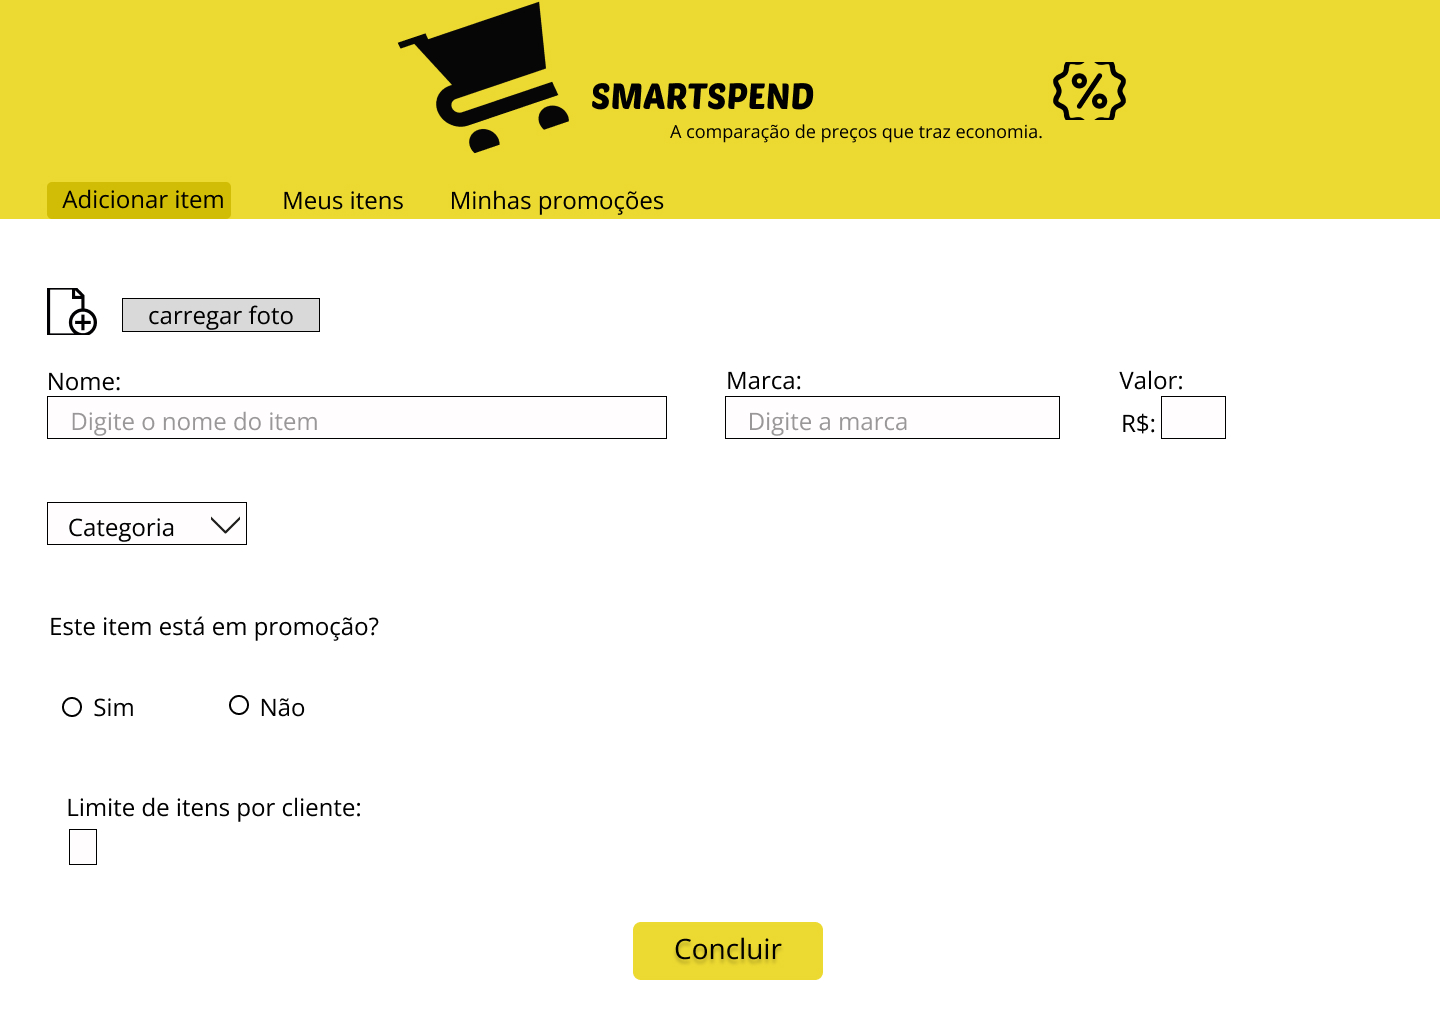 SMARTSPEND
%
A comparação de preços que traz economia.
Adicionar item Meus itens Minhas promoções
carregar foto
Nome: Marca: Valor:
Digite o nome do item Digite a marca R$:
Categoria
Este item está em promoção?
Sim Não
Limite de itens por cliente:
Concluir